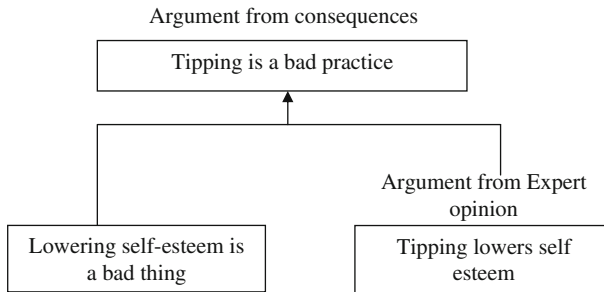 Argument from consequences
Tipping is a bad practice
Argument from Expert
opinion
Lowering self-esteem is
a bad thing
Tipping lowers self
esteem